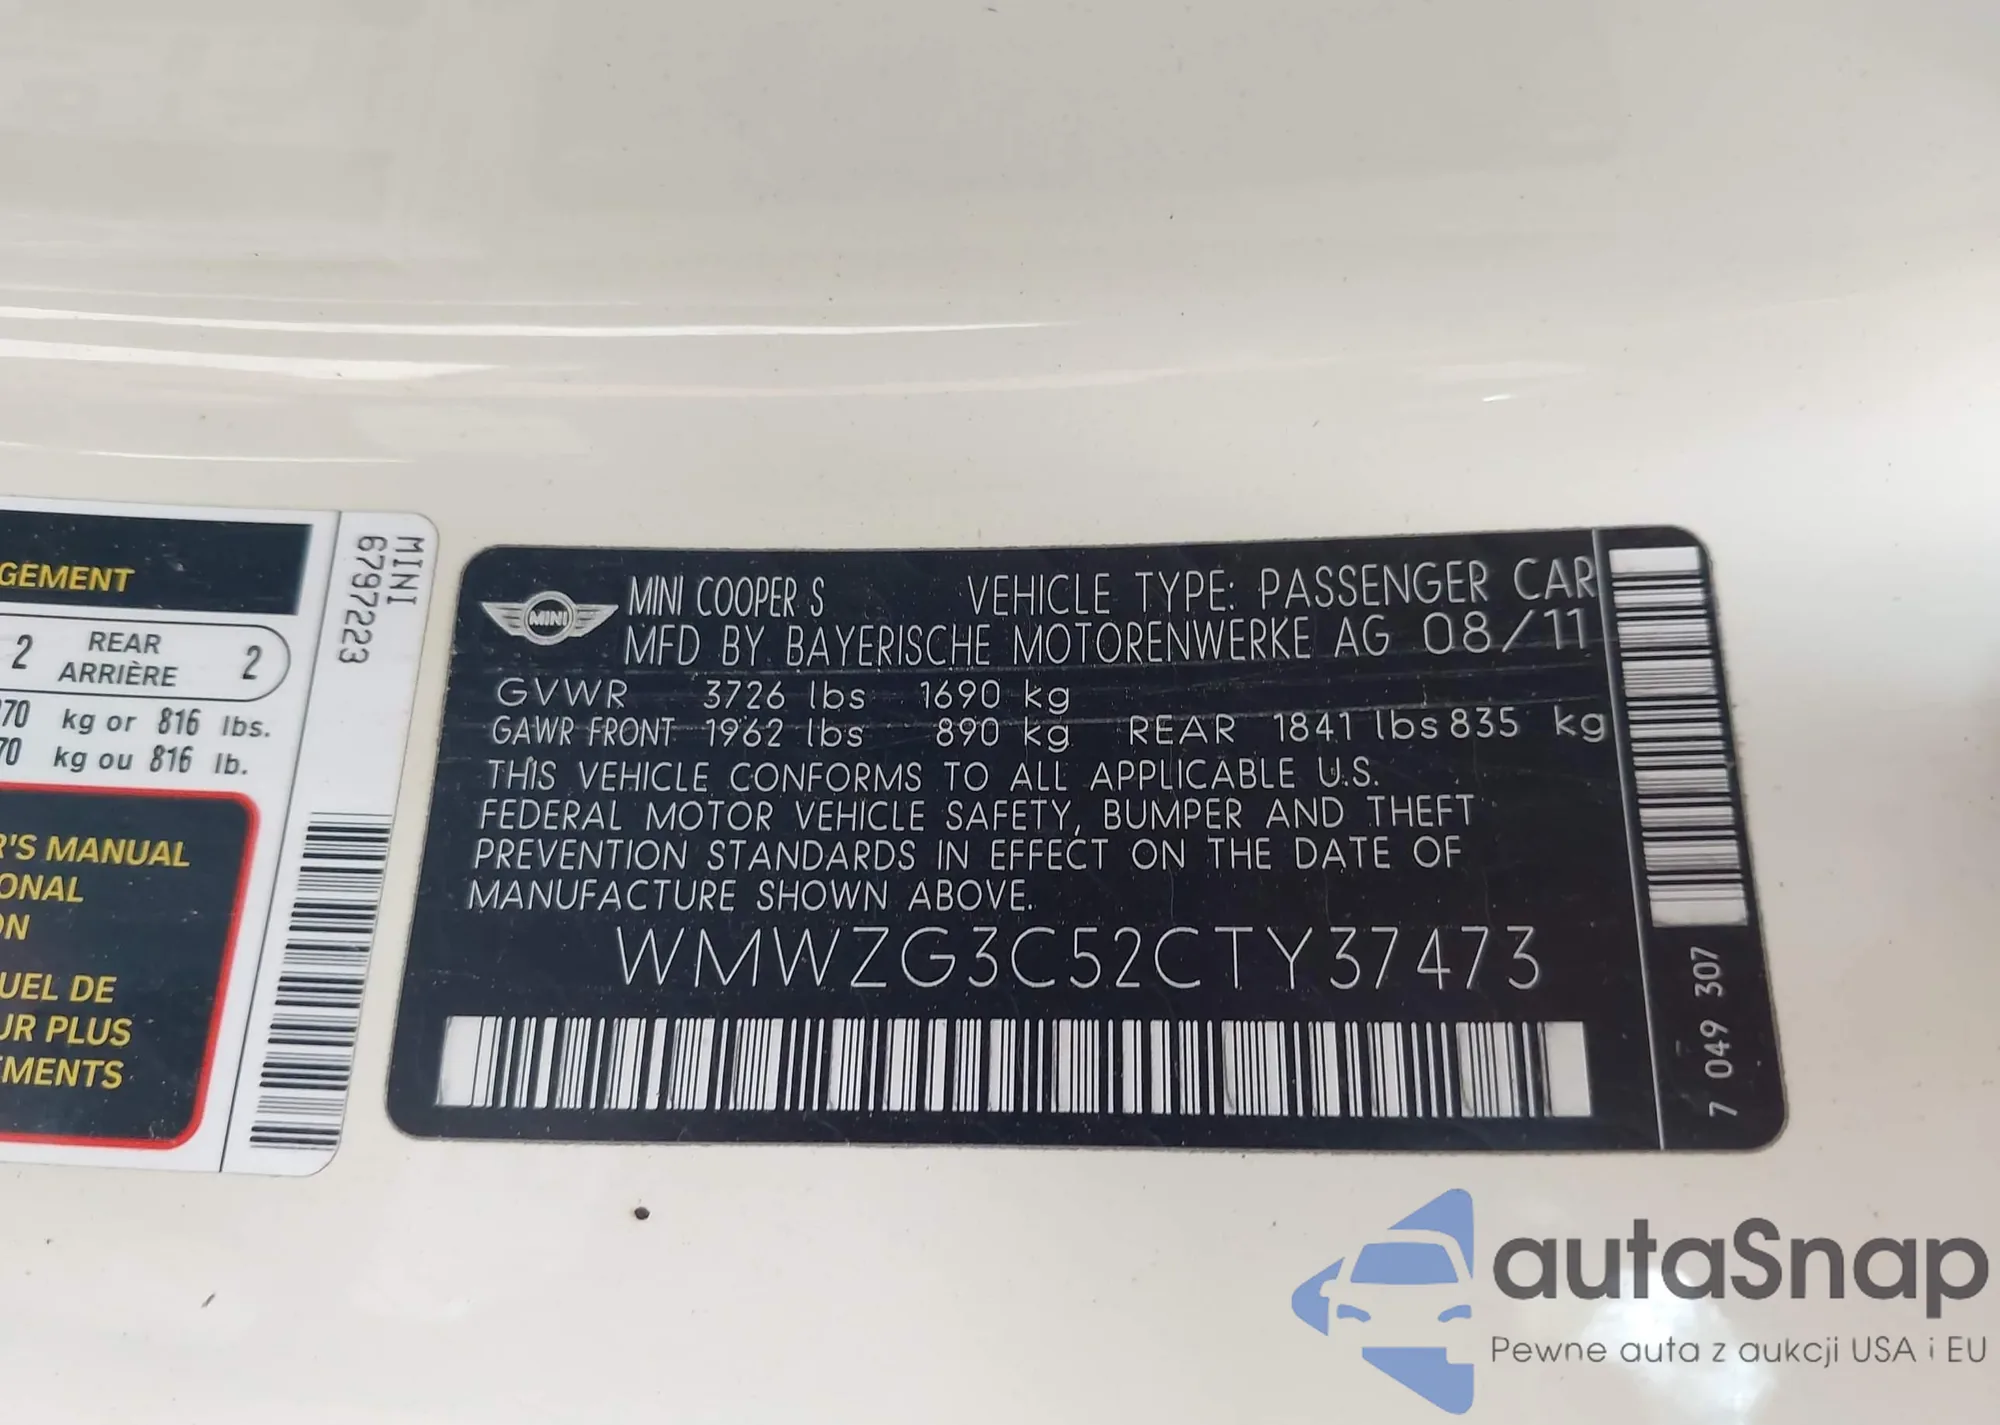 GEMENT
2 REAR 2
ARRIÈRE
70 kg or 816 lbs.
70 kg ou 816 lb.
R'S MANUAL
ONAL
ON
UEL DE
UR PLUS
EMENTS
MINI
6797223
MINI
MINI COOPER S VEHICLE TYPE: PASSENGER CAR
MFD BY BAYERISCHE MOTORENWERKE AG 08/11
GVWR 3726 lbs 1690 kg
GAWR FRONT 1962 lbs 890 kg REAR 1841 lbs 835 kg
THIS VEHICLE CONFORMS TO ALL APPLICABLE U.S.
FEDERAL MOTOR VEHICLE SAFETY, BUMPER AND THEFT
PREVENTION STANDARDS IN EFFECT ON THE DATE OF
MANUFACTURE SHOWN ABOVE.
WMWZG3C52CTY37473
7 049 307
autaSnap
Pewne auta z aukcji USA i EU